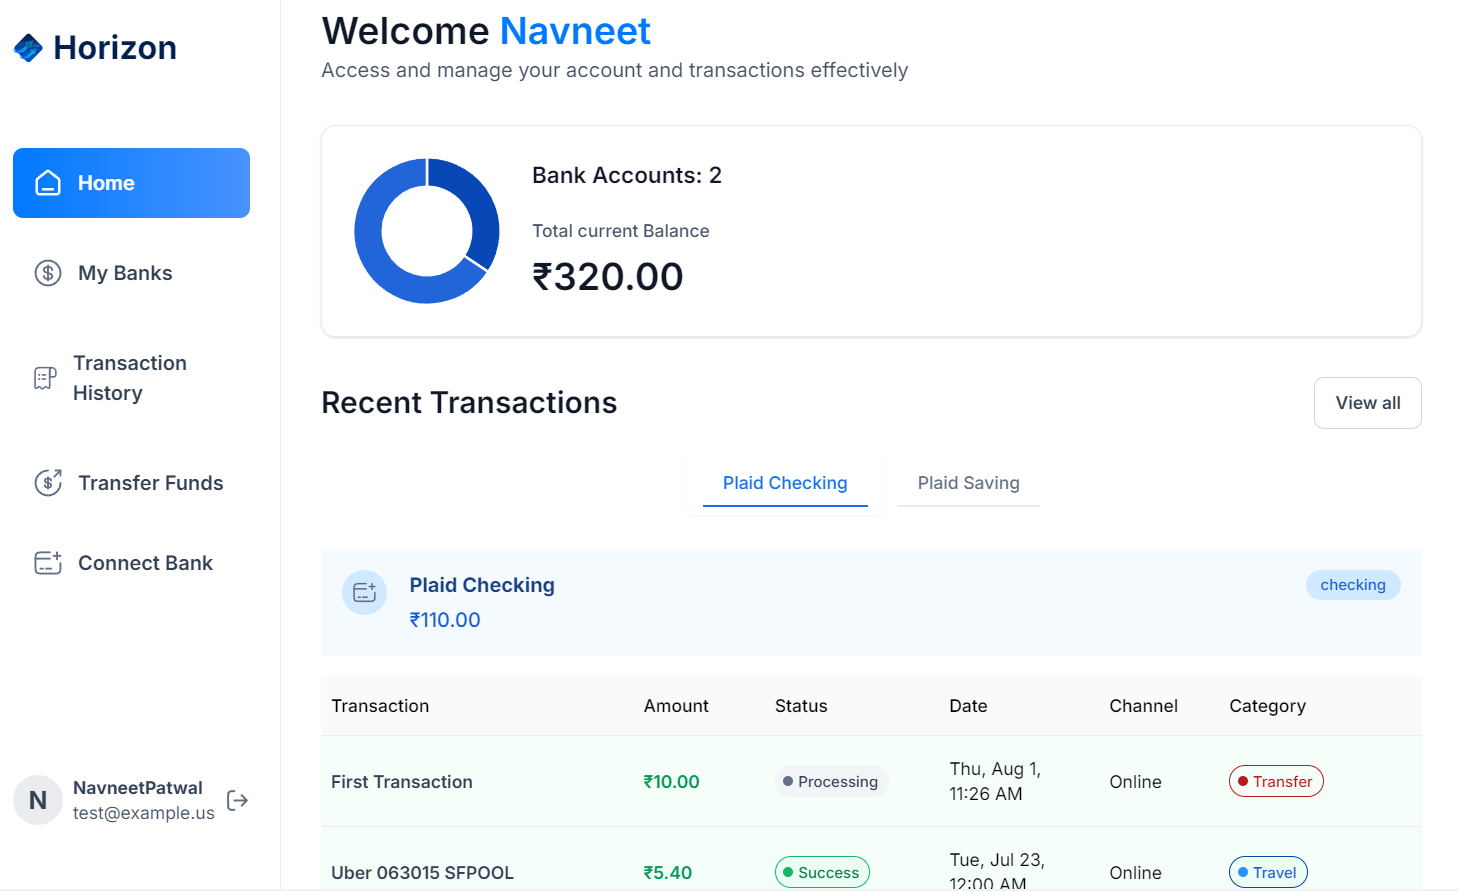 Horizon
Home
My Banks
Transaction
History
Transfer Funds
Connect Bank
N
NavneetPatwal
test@example.us
Welcome Navneet
Access and manage your account and transactions effectively
Bank Accounts: 2
Total current Balance
₹320.00
Recent Transactions
View all
Plaid Checking
Plaid Saving
Plaid Checking
₹110.00
checking
Transaction Amount Status Date Channel Category
First Transaction ₹10.00 Processing Thu, Aug 1, Online Transfer
11:26 AM
Uber 063015 SFPOOL ₹5.40 Success Tue, Jul 23, Online Travel
12:00 AM